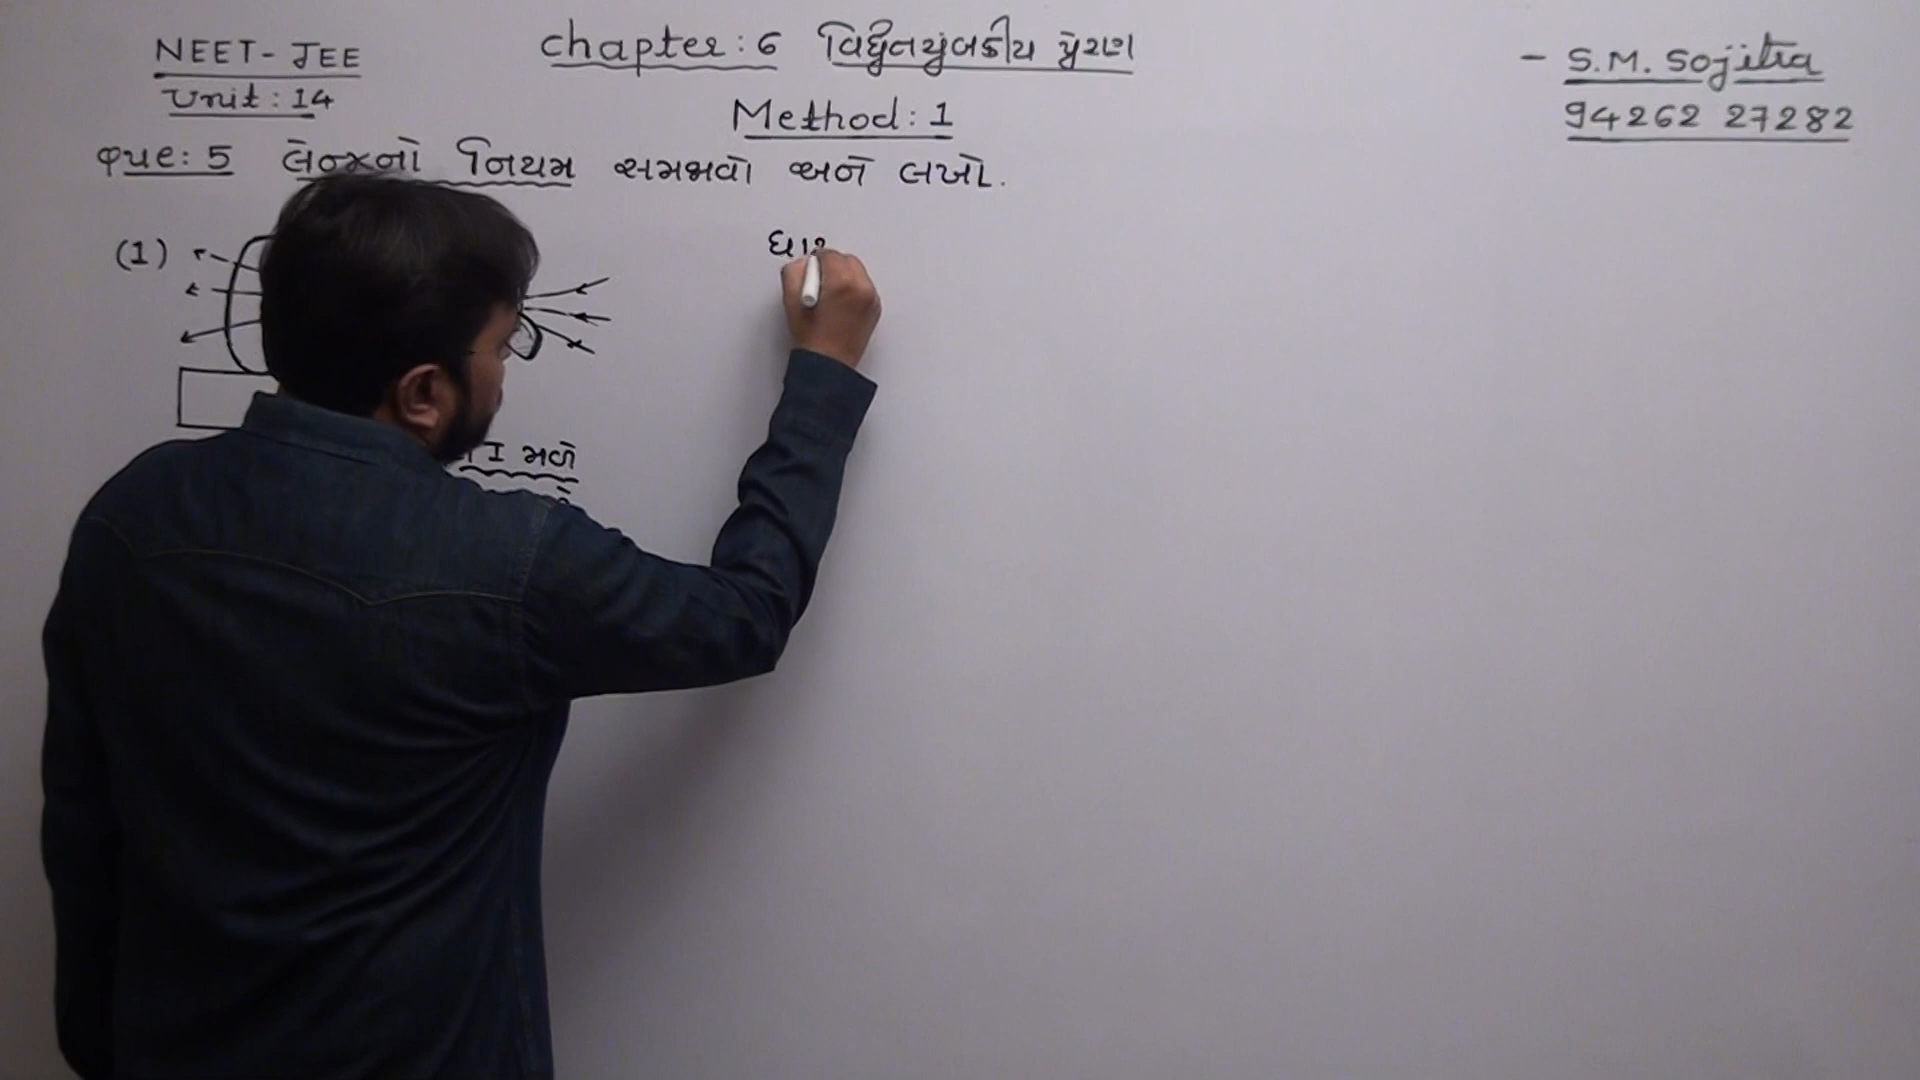 NEET - JEE
Unit : 14
chapter : 6 વિદ્યુતચુંબકીય પ્રેરણ
Method : 1
- S.M. Sojitra
94262 27282
que : 5 લેન્ઝનો નિયમ સમજાવો અને લખો.
(1)
I મળે